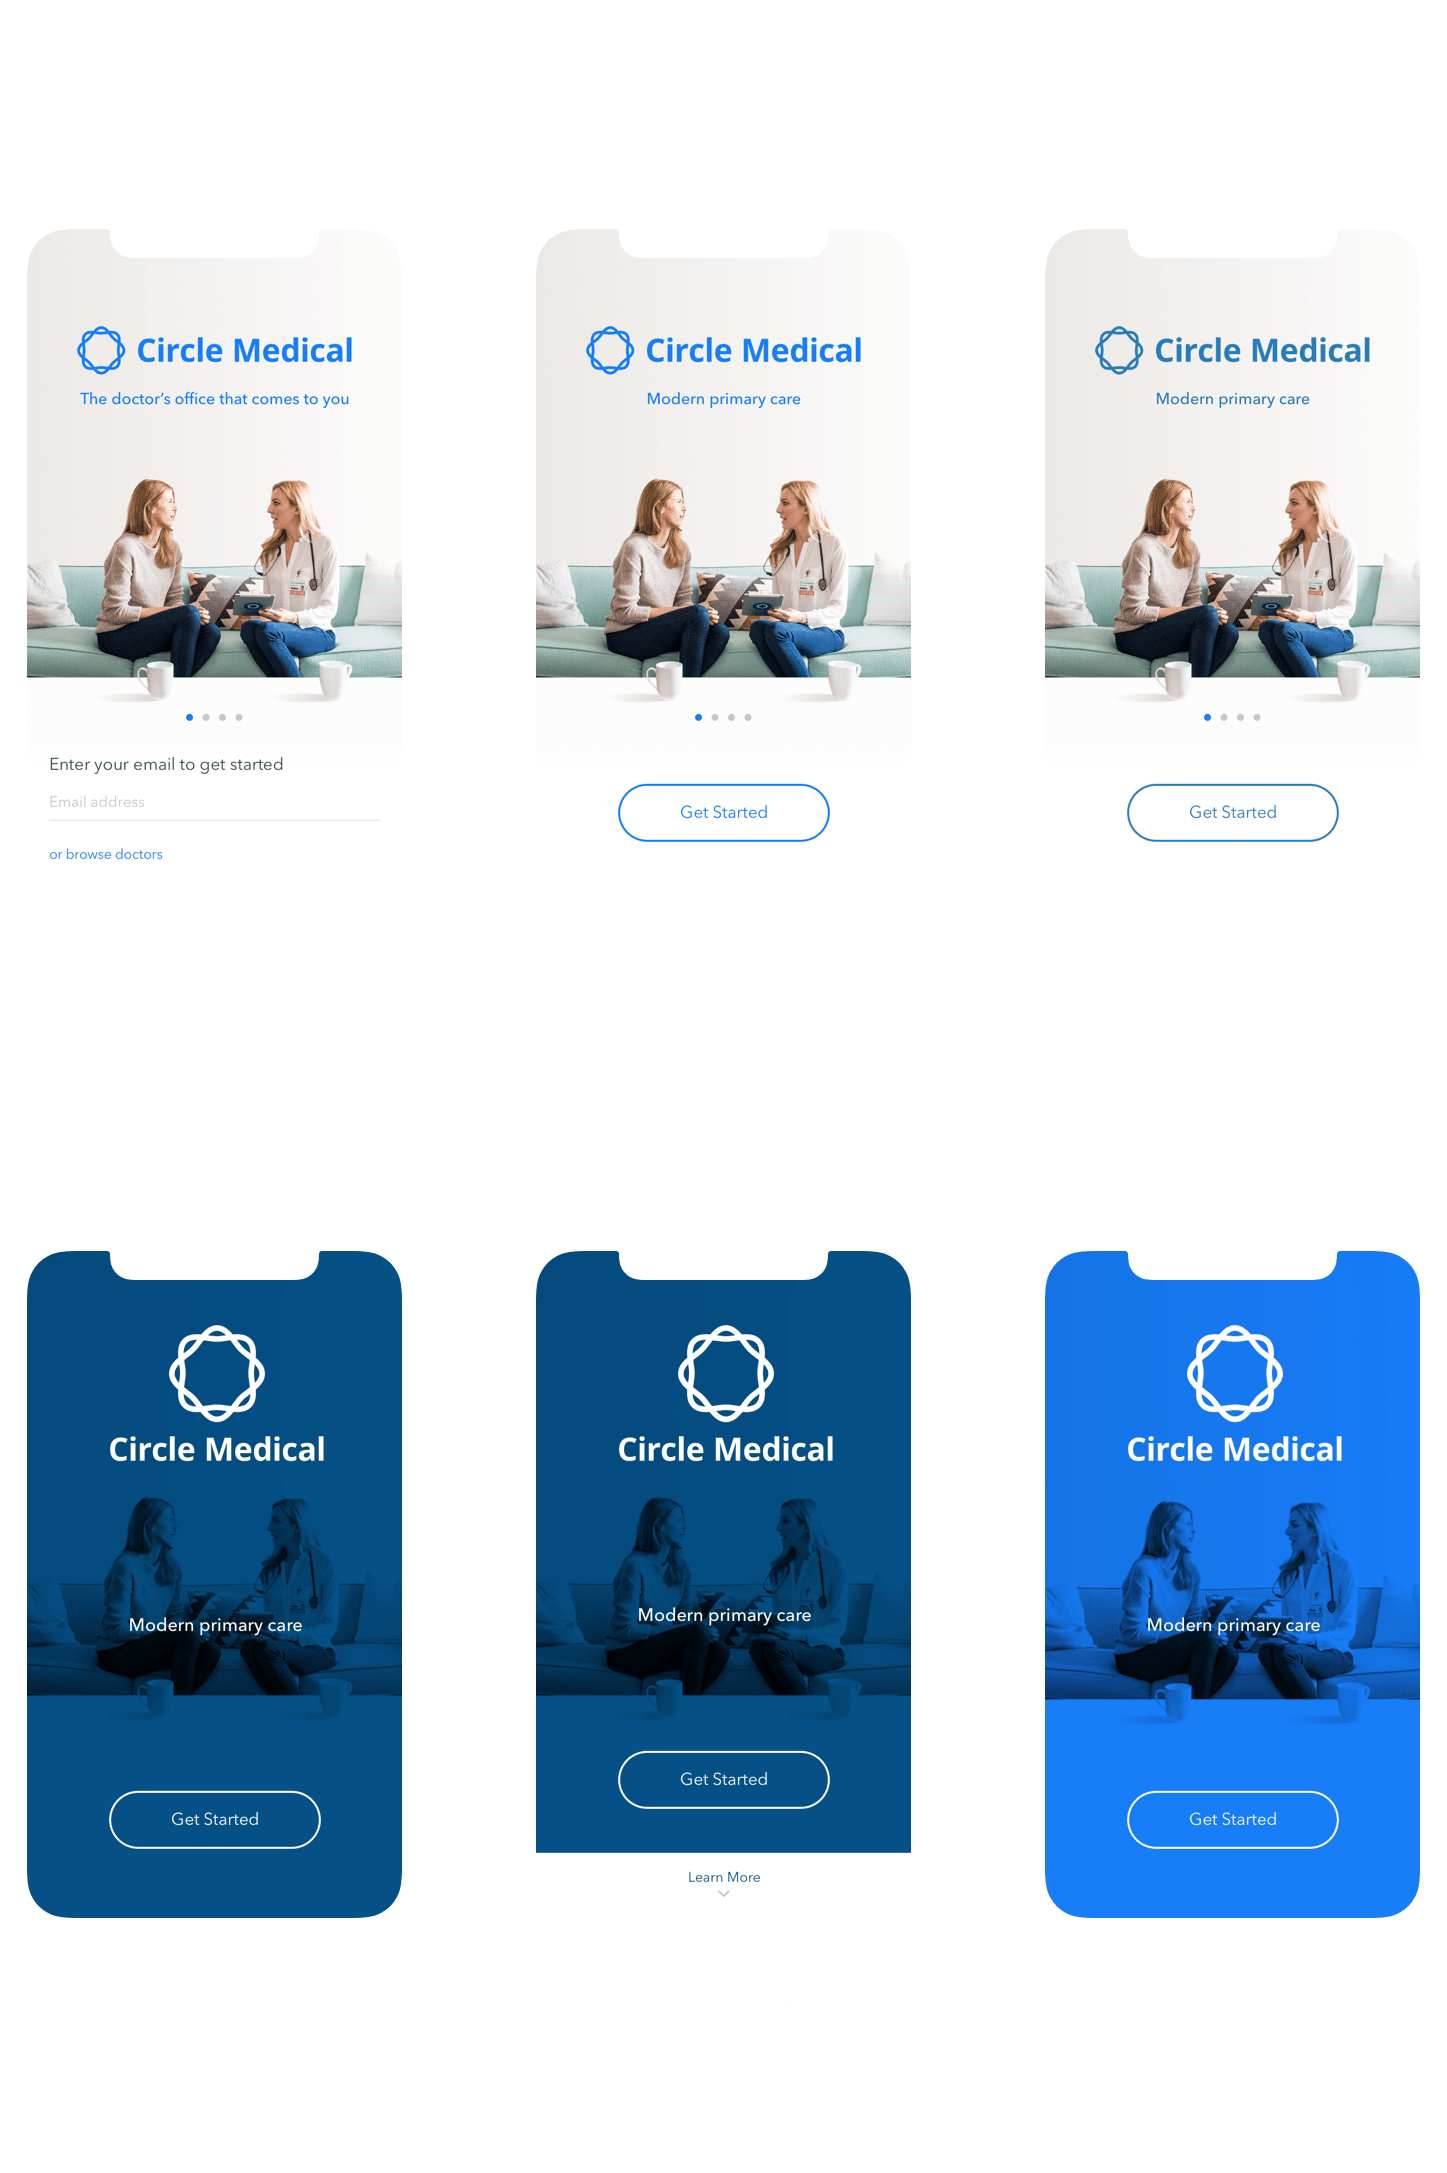 Circle Medical
The doctor’s office that comes to you
Enter your email to get started
Email address
or browse doctors
Circle Medical
Modern primary care
Get Started
Circle Medical
Modern primary care
Get Started
Circle Medical
Modern primary care
Get Started
Circle Medical
Modern primary care
Get Started
Learn More
Circle Medical
Modern primary care
Get Started